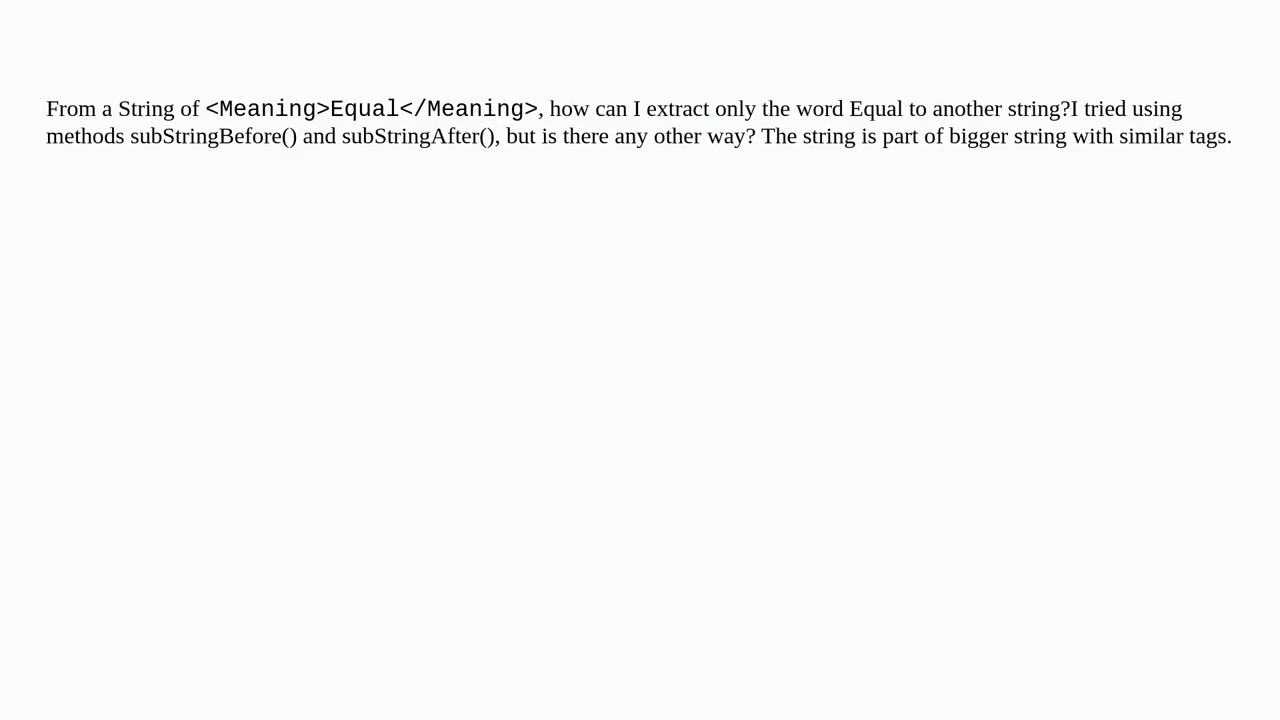 From a String of <Meaning>Equal</Meaning>, how can I extract only the word Equal to another string?I tried using
methods subStringBefore() and subStringAfter(), but is there any other way? The string is part of bigger string with similar tags.